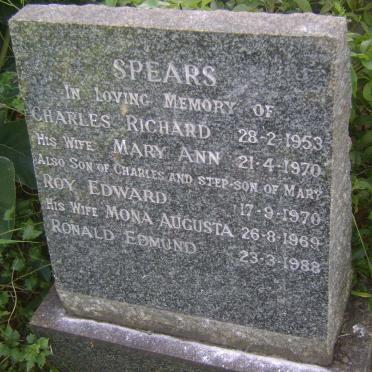 SPEARS
IN LOVING MEMORY OF
CHARLES RICHARD 28-2-1953
HIS WIFE MARY ANN 21-4-1970
ALSO SON OF CHARLES AND STEP-SON OF MARY
ROY EDWARD 17-9-1970
HIS WIFE MONA AUGUSTA 26-8-1969
RONALD EDMUND 23-3-1988